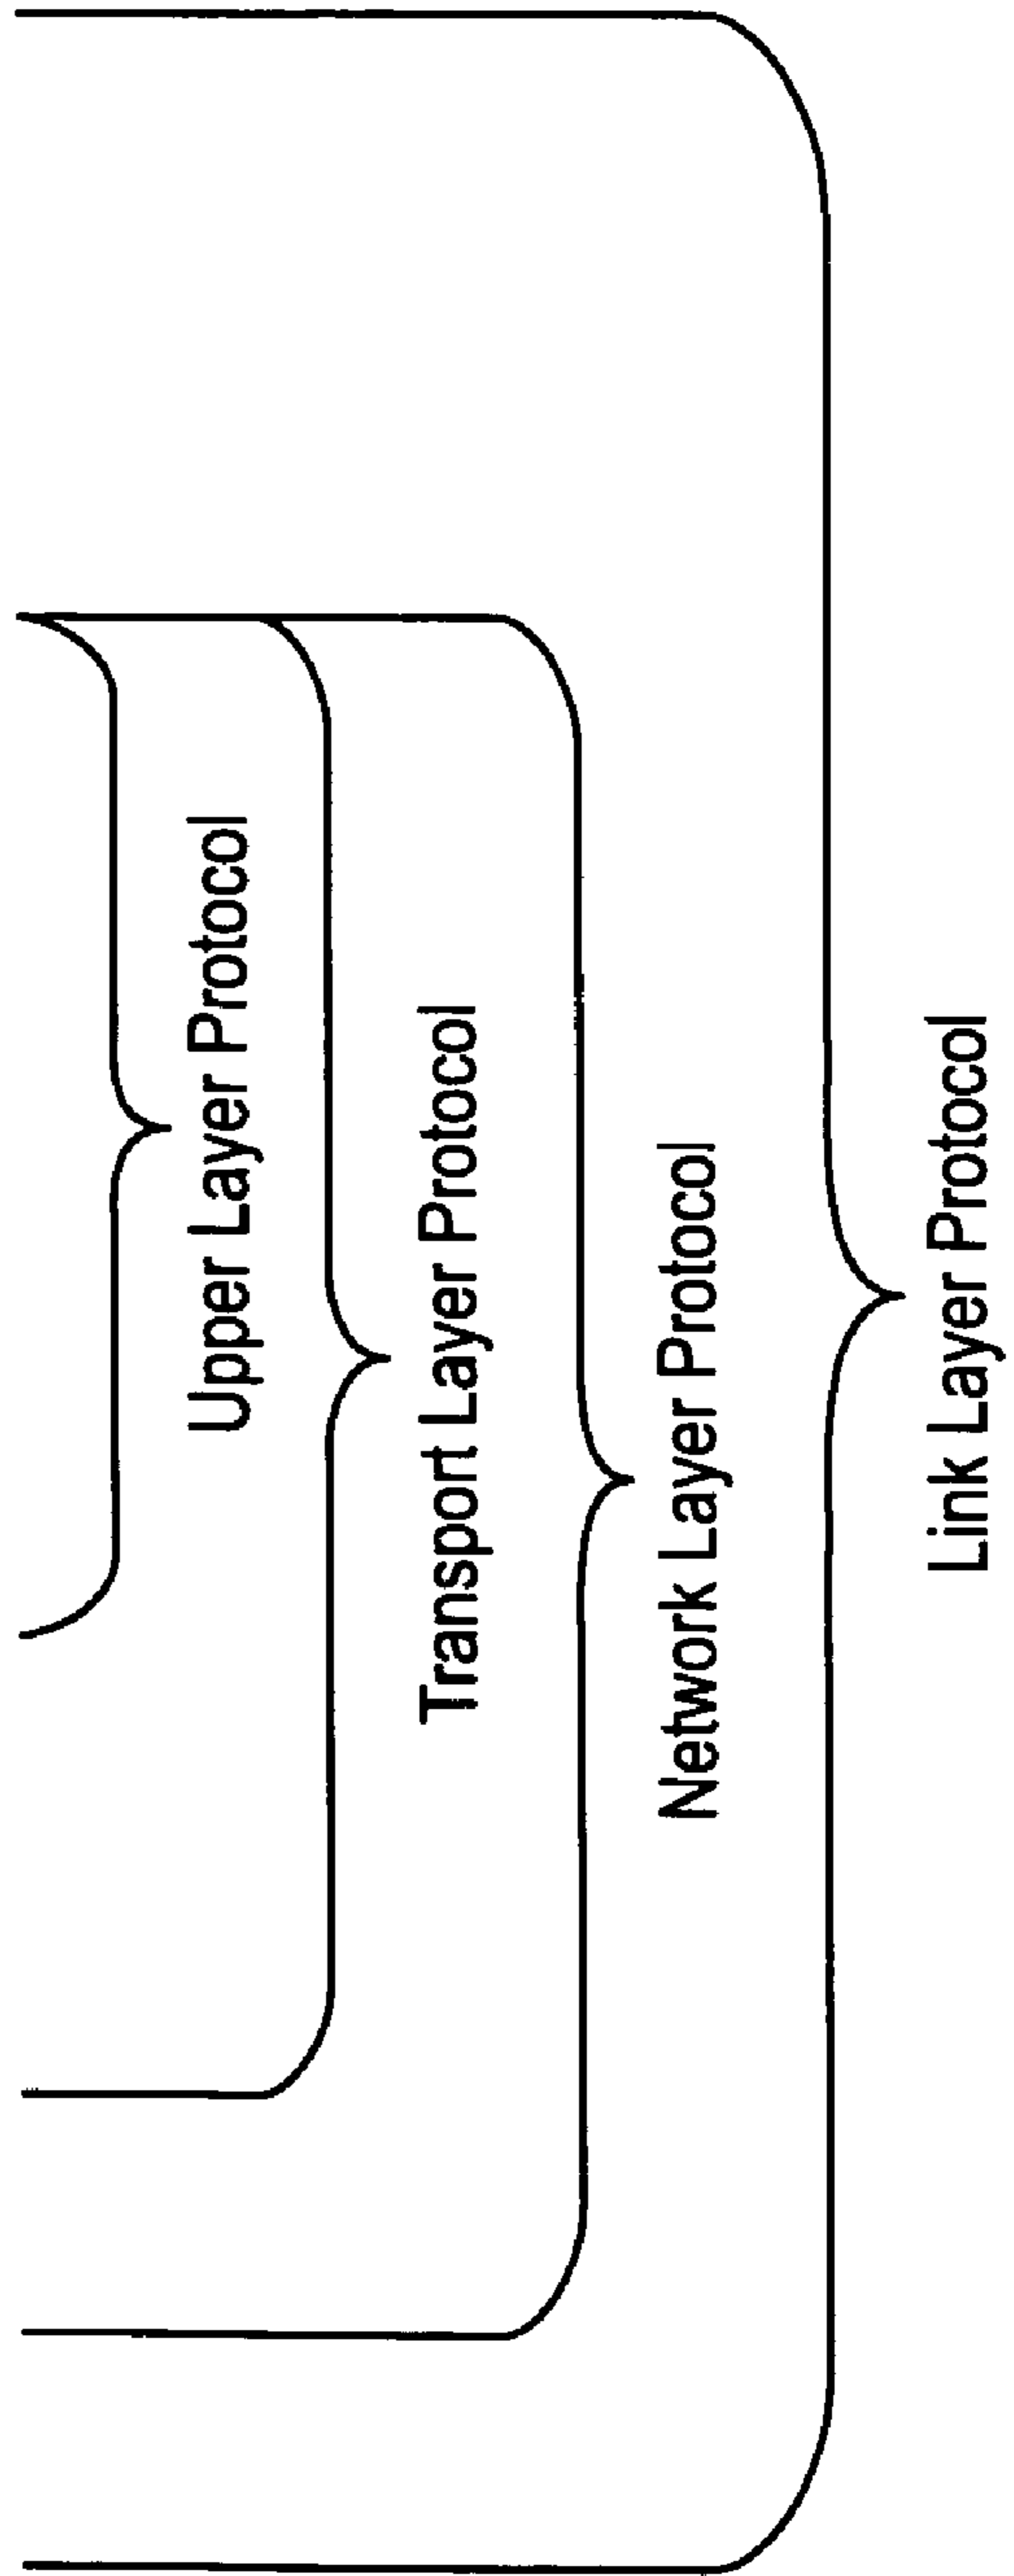 Upper Layer Protocol
Transport Layer Protocol
Network Layer Protocol
Link Layer Protocol